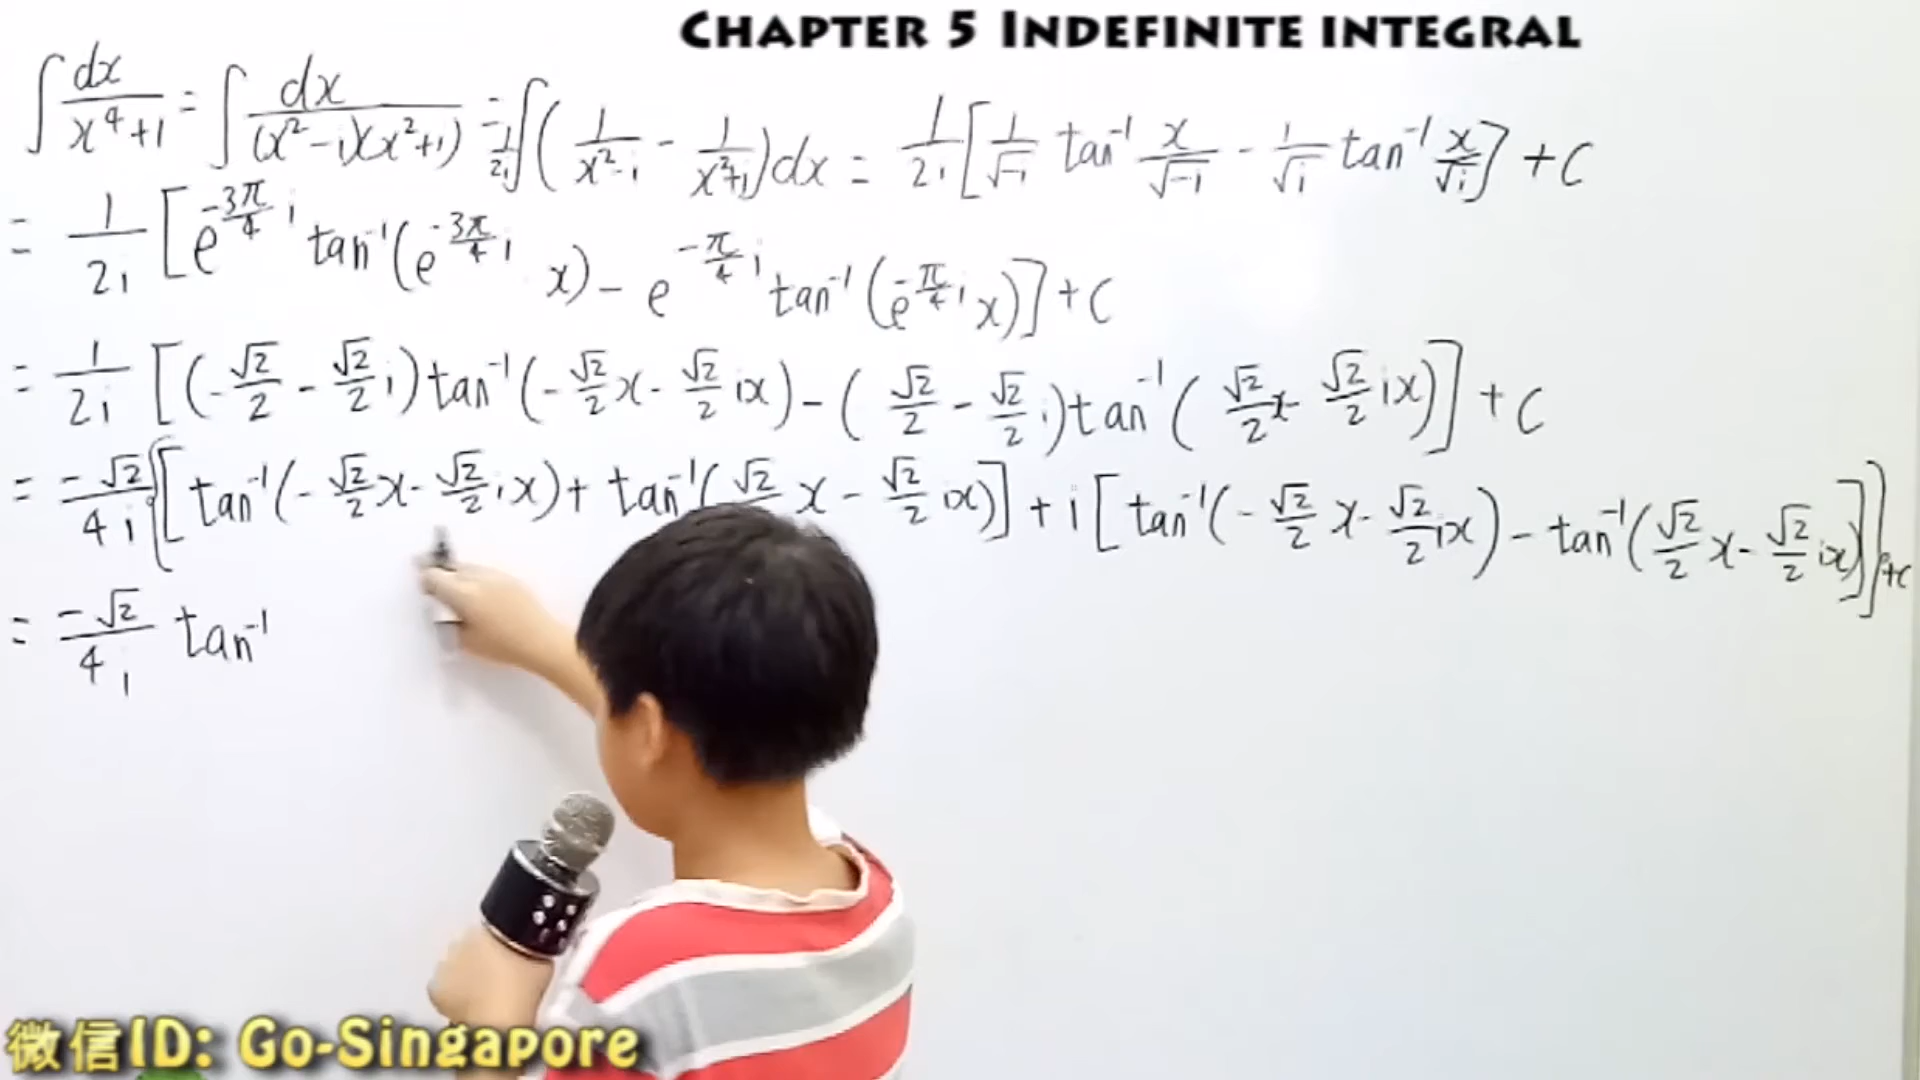 CHAPTER 5 INDEFINITE INTEGRAL
∫ dx/(x⁴+1) = ∫ dx/((x²-i)(x²+i)) = 1/2i ∫ (1/(x²-i) - 1/(x²+i)) dx = 1/2i [1/√-i tan⁻¹ x/√-i - 1/√i tan⁻¹ x/√i] + C
= 1/2i [e^(-3π/4 i) tan⁻¹(e^(-3π/4 i) x) - e^(-π/4 i) tan⁻¹(e^(-π/4 i) x)] + C
= 1/2i [(-√2/2 - √2/2 i) tan⁻¹(-√2/2 x - √2/2 ix) - (√2/2 - √2/2 i) tan⁻¹(√2/2 x - √2/2 ix)] + C
= -√2/4i {[tan⁻¹(-√2/2 x - √2/2 ix) + tan⁻¹(√2/2 x - √2/2 ix)] + i [tan⁻¹(-√2/2 x - √2/2 ix) - tan⁻¹(√2/2 x - √2/2 ix)]} + C
= -√2/4i tan⁻¹
微信ID: Go-Singapore